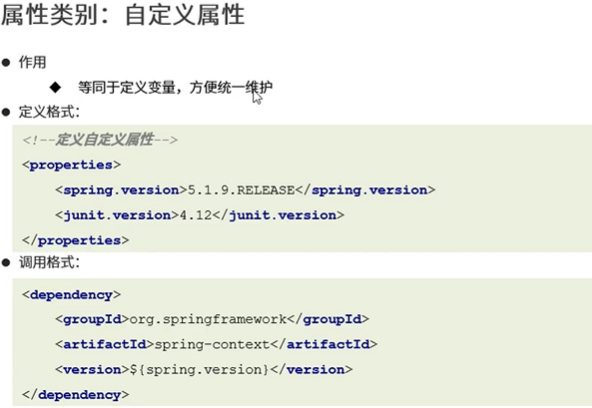 属性类别：自定义属性
● 作用
◆ 等同于定义变量，方便统一维护
● 定义格式：
<!--定义自定义属性-->
<properties>
    <spring.version>5.1.9.RELEASE</spring.version>
    <junit.version>4.12</junit.version>
</properties>
● 调用格式：
<dependency>
    <groupId>org.springframework</groupId>
    <artifactId>spring-context</artifactId>
    <version>${spring.version}</version>
</dependency>